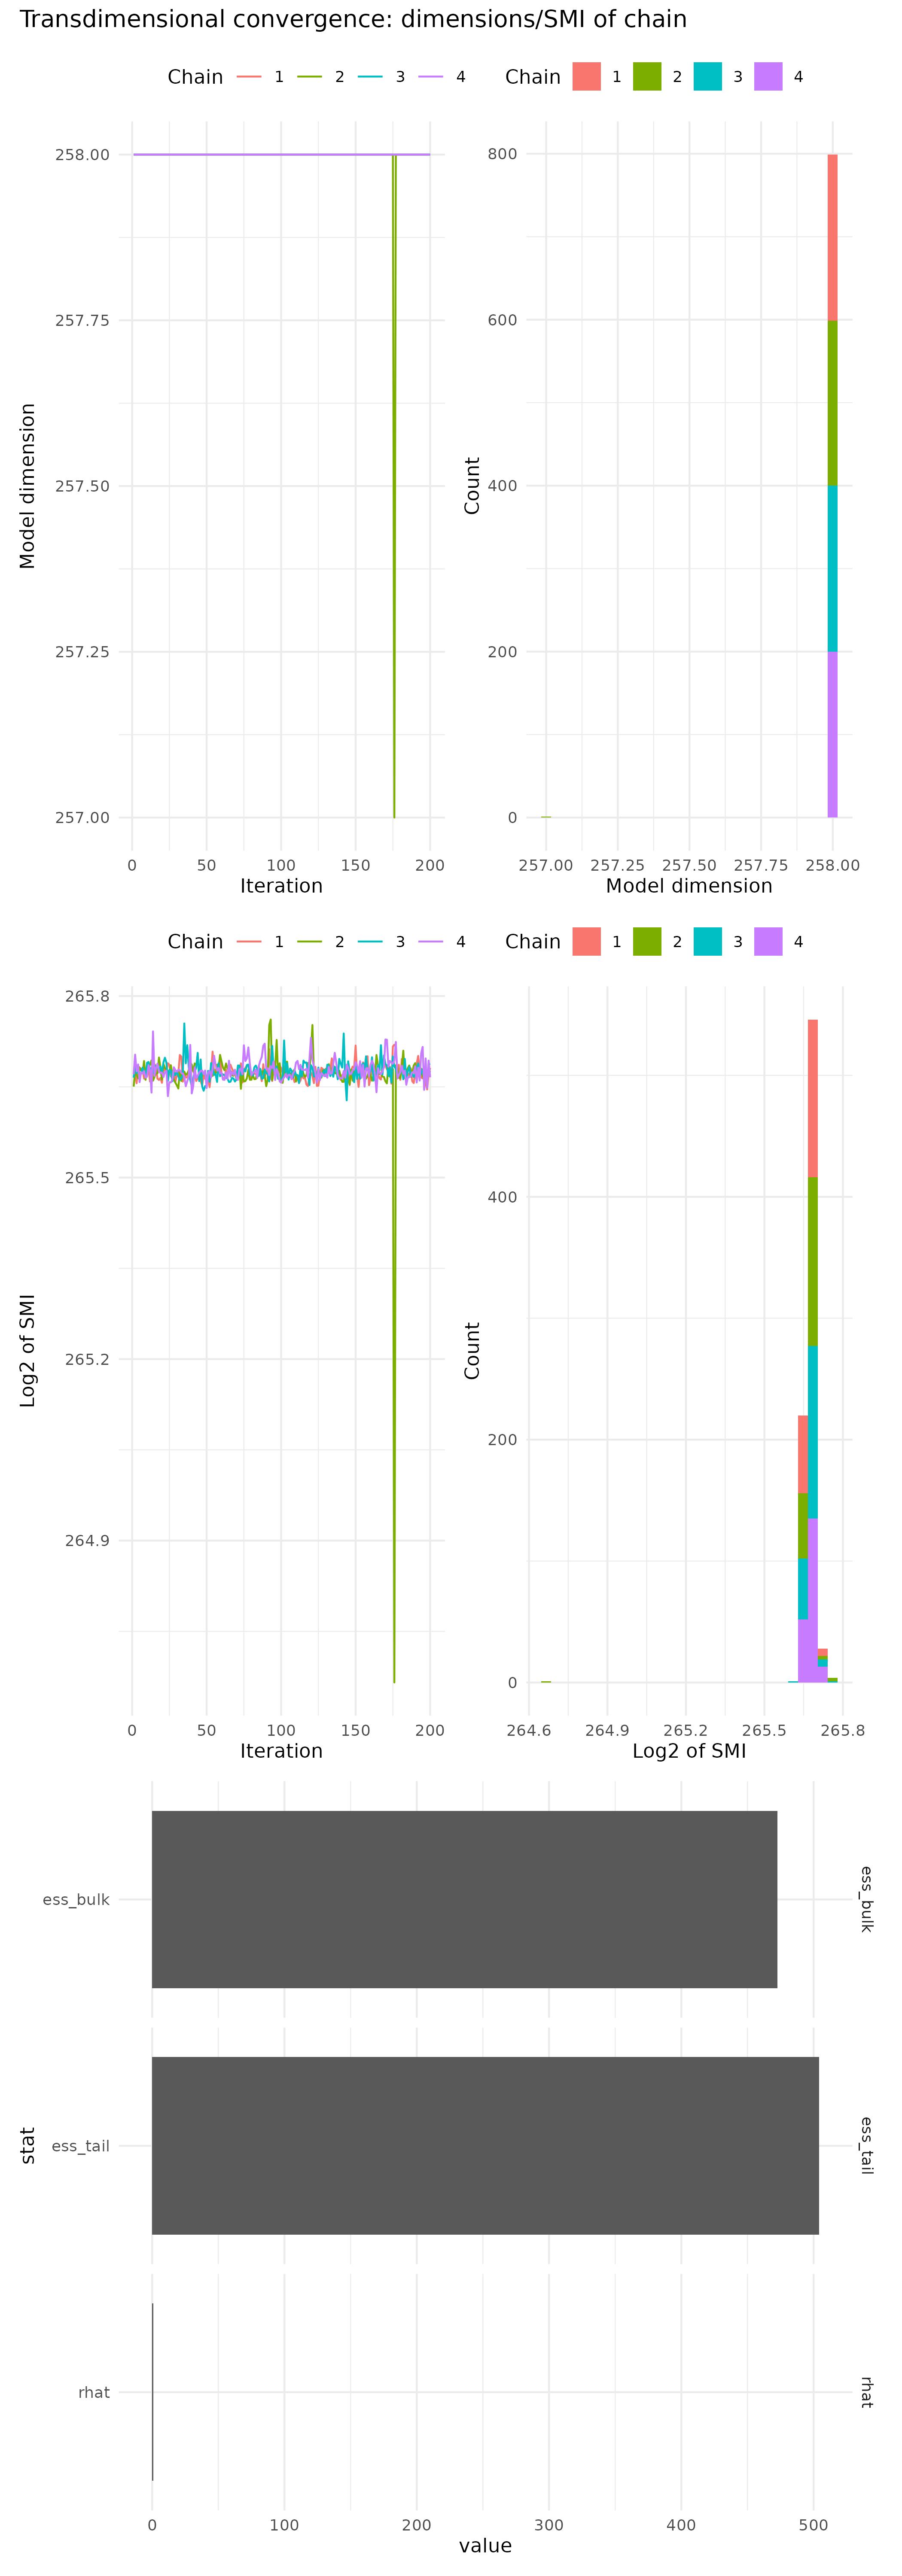 Transdimensional convergence: dimensions/SMI of chain
Chain 1 2 3 4
Chain 1 2 3 4
258.00
257.75
257.50
257.25
257.00
Model dimension
0 50 100 150 200
Iteration
800
600
400
200
0
Count
257.00 257.25 257.50 257.75 258.00
Model dimension
Chain 1 2 3 4
Chain 1 2 3 4
265.8
265.5
265.2
264.9
Log2 of SMI
0 50 100 150 200
Iteration
400
200
0
Count
264.6 264.9 265.2 265.5 265.8
Log2 of SMI
ess_bulk
ess_bulk
stat
ess_tail
ess_tail
rhat
rhat
0 100 200 300 400 500
value